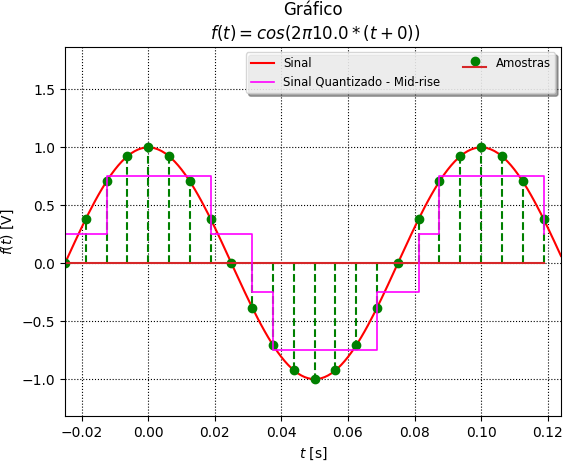 Gráfico
f(t) = cos(2π10.0 * (t + 0))
Sinal
Sinal Quantizado - Mid-rise
Amostras
1.5
1.0
0.5
0.0
−0.5
−1.0
f(t) [V]
−0.02 0.00 0.02 0.04 0.06 0.08 0.10 0.12
t [s]